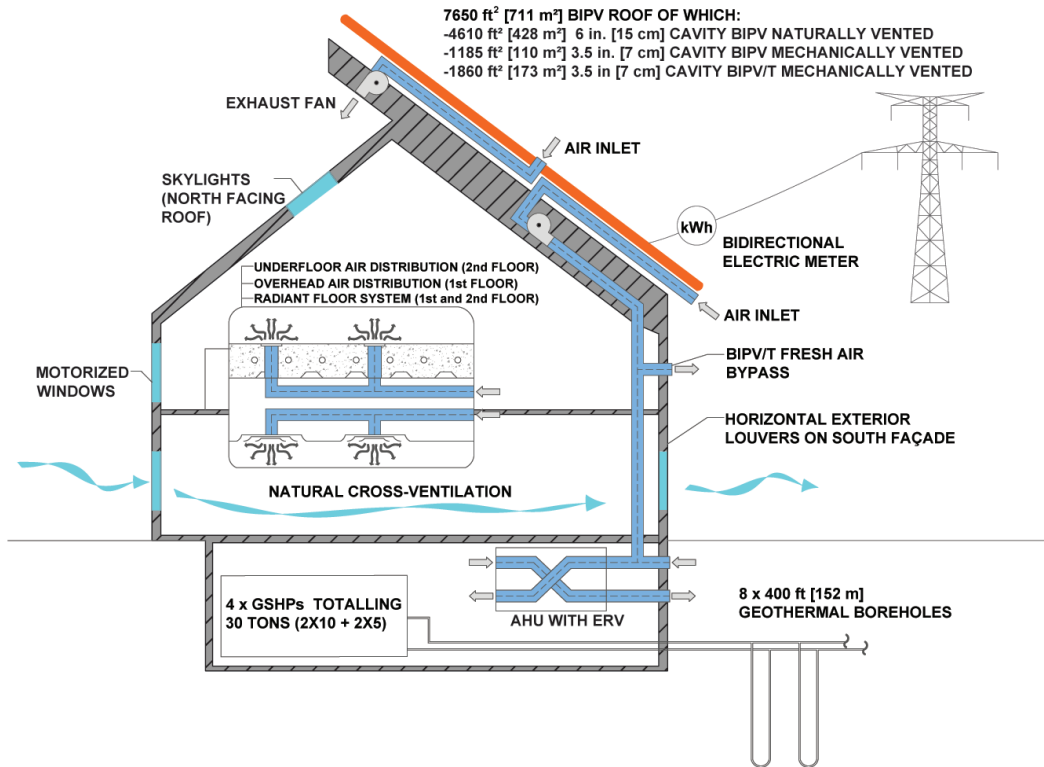 7650 ft² [711 m²] BIPV ROOF OF WHICH:
-4610 ft² [428 m²] 6 in. [15 cm] CAVITY BIPV NATURALLY VENTED
-1185 ft² [110 m²] 3.5 in. [7 cm] CAVITY BIPV MECHANICALLY VENTED
-1860 ft² [173 m²] 3.5 in [7 cm] CAVITY BIPV/T MECHANICALLY VENTED
EXHAUST FAN
AIR INLET
SKYLIGHTS
(NORTH FACING
ROOF)
kWh
BIDIRECTIONAL
ELECTRIC METER
UNDERFLOOR AIR DISTRIBUTION (2nd FLOOR)
OVERHEAD AIR DISTRIBUTION (1st FLOOR)
RADIANT FLOOR SYSTEM (1st and 2nd FLOOR)
AIR INLET
MOTORIZED
WINDOWS
BIPV/T FRESH AIR
BYPASS
HORIZONTAL EXTERIOR
LOUVERS ON SOUTH FAÇADE
NATURAL CROSS-VENTILATION
4 x GSHPs TOTALLING
30 TONS (2X10 + 2X5)
AHU WITH ERV
8 x 400 ft [152 m]
GEOTHERMAL BOREHOLES